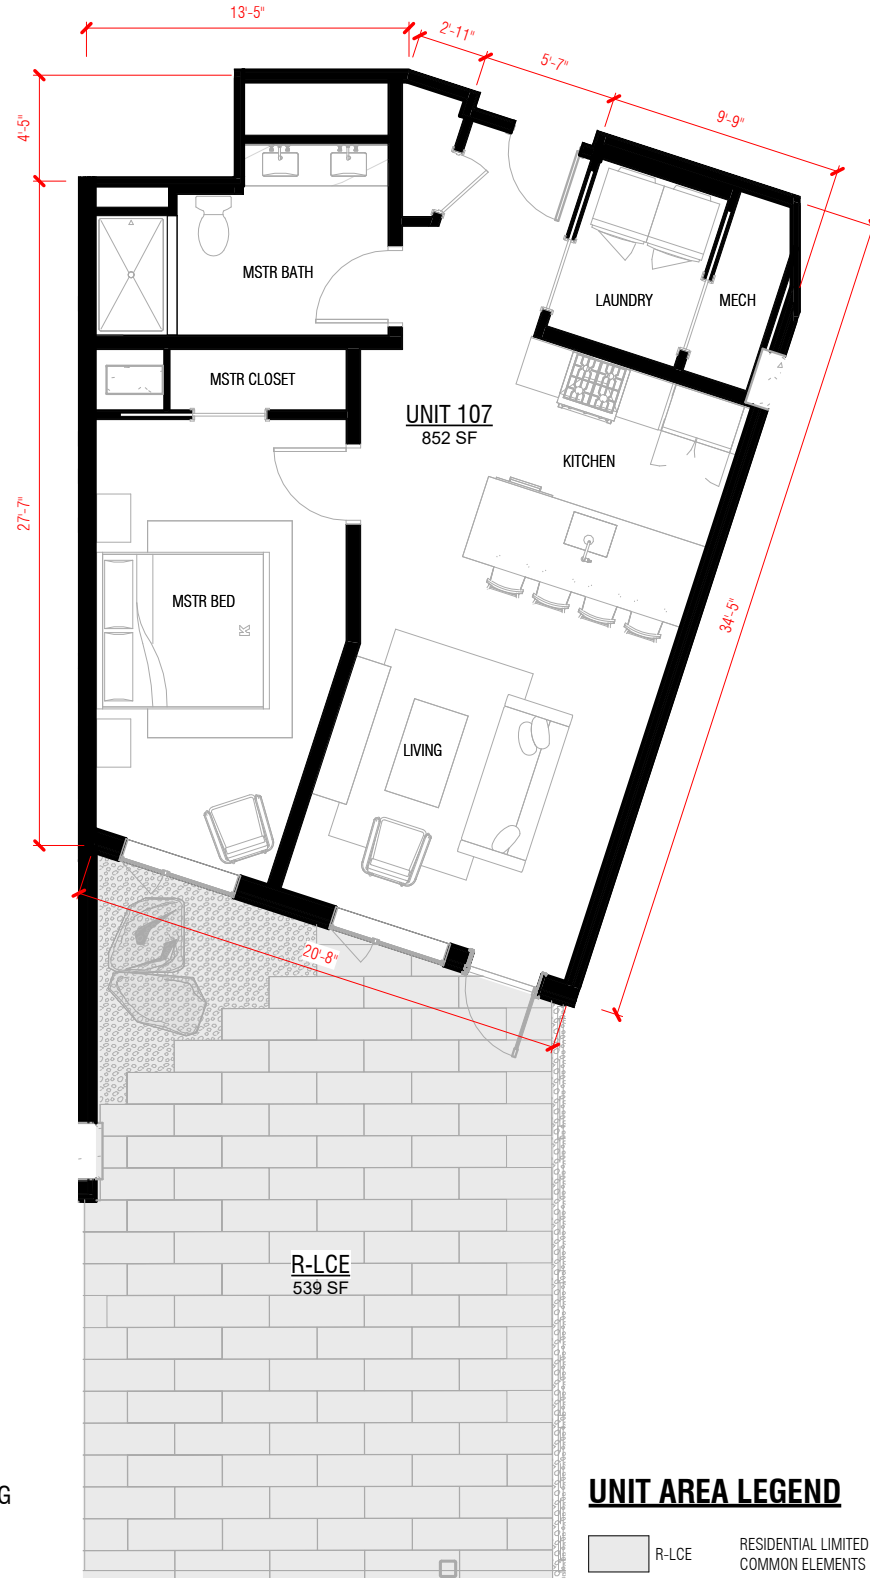 13'-5"
2'-11"
5'-7"
9'-9"
4'-5"
MSTR BATH
LAUNDRY
MECH
MSTR CLOSET
UNIT 107
852 SF
KITCHEN
27'-7"
MSTR BED
K
34'-5"
LIVING
20'-8"
R-LCE
539 SF
G
UNIT AREA LEGEND
R-LCE
RESIDENTIAL LIMITED
COMMON ELEMENTS